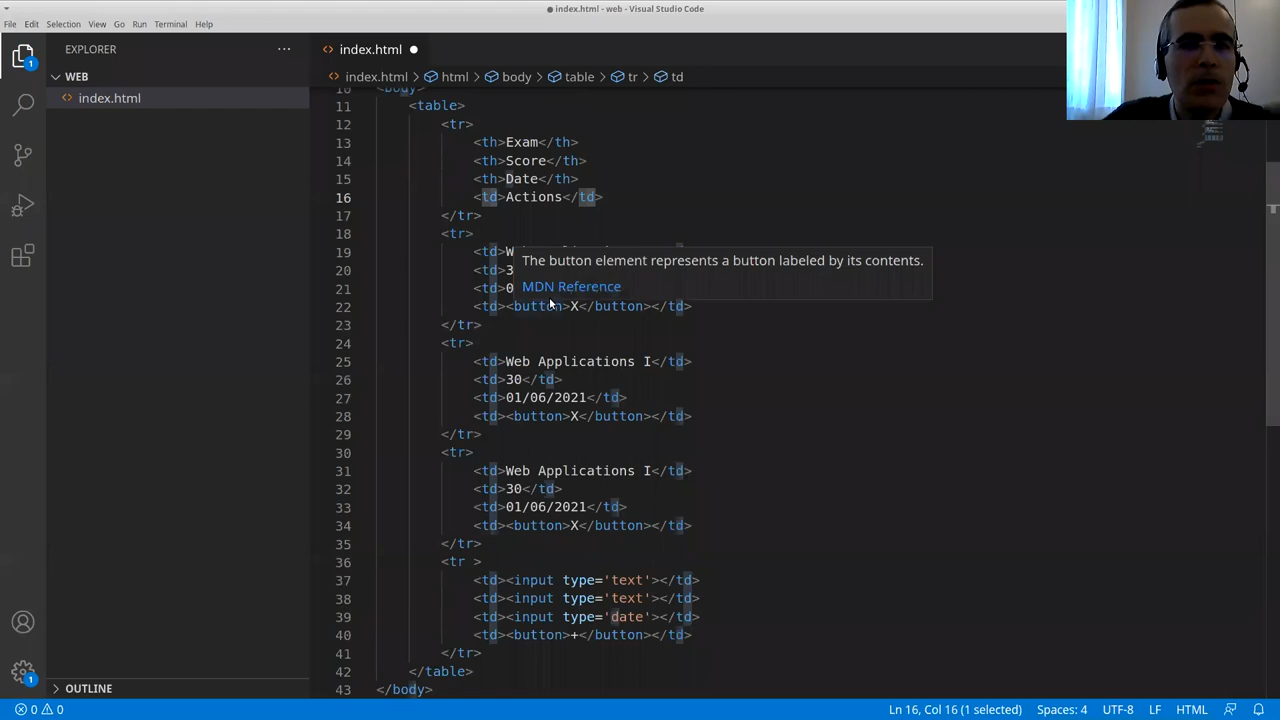 index.html - web - Visual Studio Code
File Edit Selection View Go Run Terminal Help
EXPLORER
index.html
WEB
index.html > html > body > table > tr > td
index.html
10 <body>
11 <table>
12 <tr>
13 <th>Exam</th>
14 <th>Score</th>
15 <th>Date</th>
16 <td>Actions</td>
17 </tr>
18 <tr>
19 <td>W
The button element represents a button labeled by its contents.
20 <td>3
21 <td>0
MDN Reference
22 <td><button>X</button></td>
23 </tr>
24 <tr>
25 <td>Web Applications I</td>
26 <td>30</td>
27 <td>01/06/2021</td>
28 <td><button>X</button></td>
29 </tr>
30 <tr>
31 <td>Web Applications I</td>
32 <td>30</td>
33 <td>01/06/2021</td>
34 <td><button>X</button></td>
35 </tr>
36 <tr >
37 <td><input type='text'></td>
38 <td><input type='text'></td>
39 <td><input type='date'></td>
40 <td><button>+</button></td>
41 </tr>
42 </table>
43 </body>
OUTLINE
0 0 Ln 16, Col 16 (1 selected) Spaces: 4 UTF-8 LF HTML